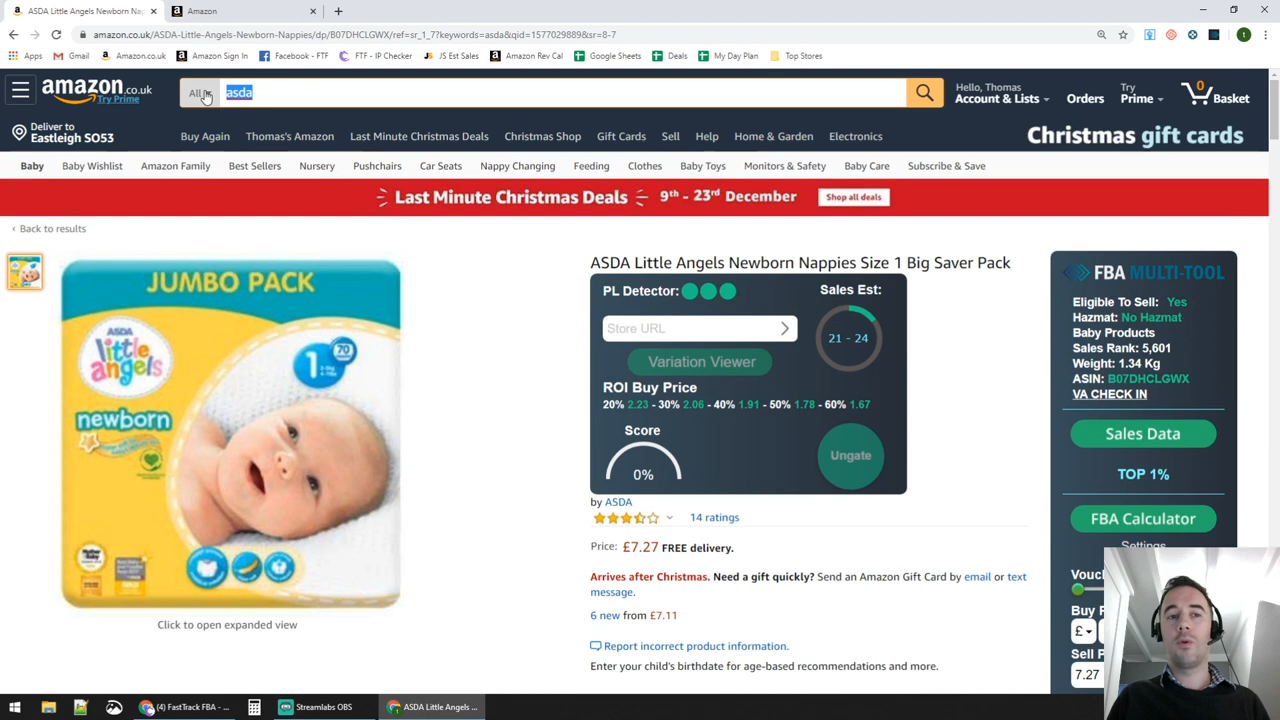 ASDA Little Angels Newborn Nap
Amazon
amazon.co.uk/ASDA-Little-Angels-Newborn-Nappies/dp/B07DHCLGWX/ref=sr_1_7?keywords=asda&qid=1577029889&sr=8-7
t
Apps
Gmail
Amazon.co.uk
Amazon Sign In
Facebook - FTF
FTF - IP Checker
JS Est Sales
Amazon Rev Cal
Google Sheets
Deals
My Day Plan
Top Stores
amazon.co.uk
Try Prime
All
asda
Hello, Thomas
Account & Lists
Orders
Try
Prime
0
Basket
Deliver to
Eastleigh SO53
Buy Again
Thomas's Amazon
Last Minute Christmas Deals
Christmas Shop
Gift Cards
Sell
Help
Home & Garden
Electronics
Christmas gift cards
Baby
Baby Wishlist
Amazon Family
Best Sellers
Nursery
Pushchairs
Car Seats
Nappy Changing
Feeding
Clothes
Baby Toys
Monitors & Safety
Baby Care
Subscribe & Save
Last Minute Christmas Deals
9th - 23rd December
Shop all deals
‹ Back to results
JUMBO PACK
ASDA
little
angels
1
70
newborn
Click to open expanded view
ASDA Little Angels Newborn Nappies Size 1 Big Saver Pack
PL Detector:
Sales Est:
Store URL
21 - 24
Variation Viewer
ROI Buy Price
20% 2.23 - 30% 2.06 - 40% 1.91 - 50% 1.78 - 60% 1.67
Score
0%
Ungate
by ASDA
14 ratings
Price: £7.27 FREE delivery.
Arrives after Christmas. Need a gift quickly? Send an Amazon Gift Card by email or text
message.
6 new from £7.11
Report incorrect product information.
Enter your child's birthdate for age-based recommendations and more.
FBA MULTI-TOOL
Eligible To Sell: Yes
Hazmat: No Hazmat
Baby Products
Sales Rank: 5,601
Weight: 1.34 Kg
ASIN: B07DHCLGWX
VA CHECK IN
Sales Data
TOP 1%
FBA Calculator
Settings
Buy P
£
Sell P
7.27
(4) FastTrack FBA - ...
Streamlabs OBS
ASDA Little Angels ...